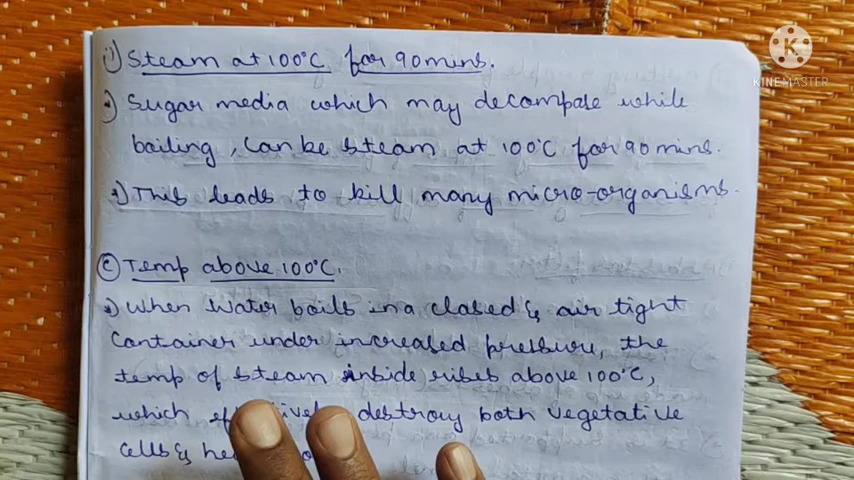 i) Steam at 100°C for 90 mins.
Sugar media which may decompose while
boiling, can be steam at 100°C for 90 mins.
This leads to kill many micro-organisms.
C) Temp above 100°C.
When water boils in a closed & air tight
container under increased pressure, the
temp of steam inside rises above 100°C,
which destroy both vegetative
cells &
KINEMASTER